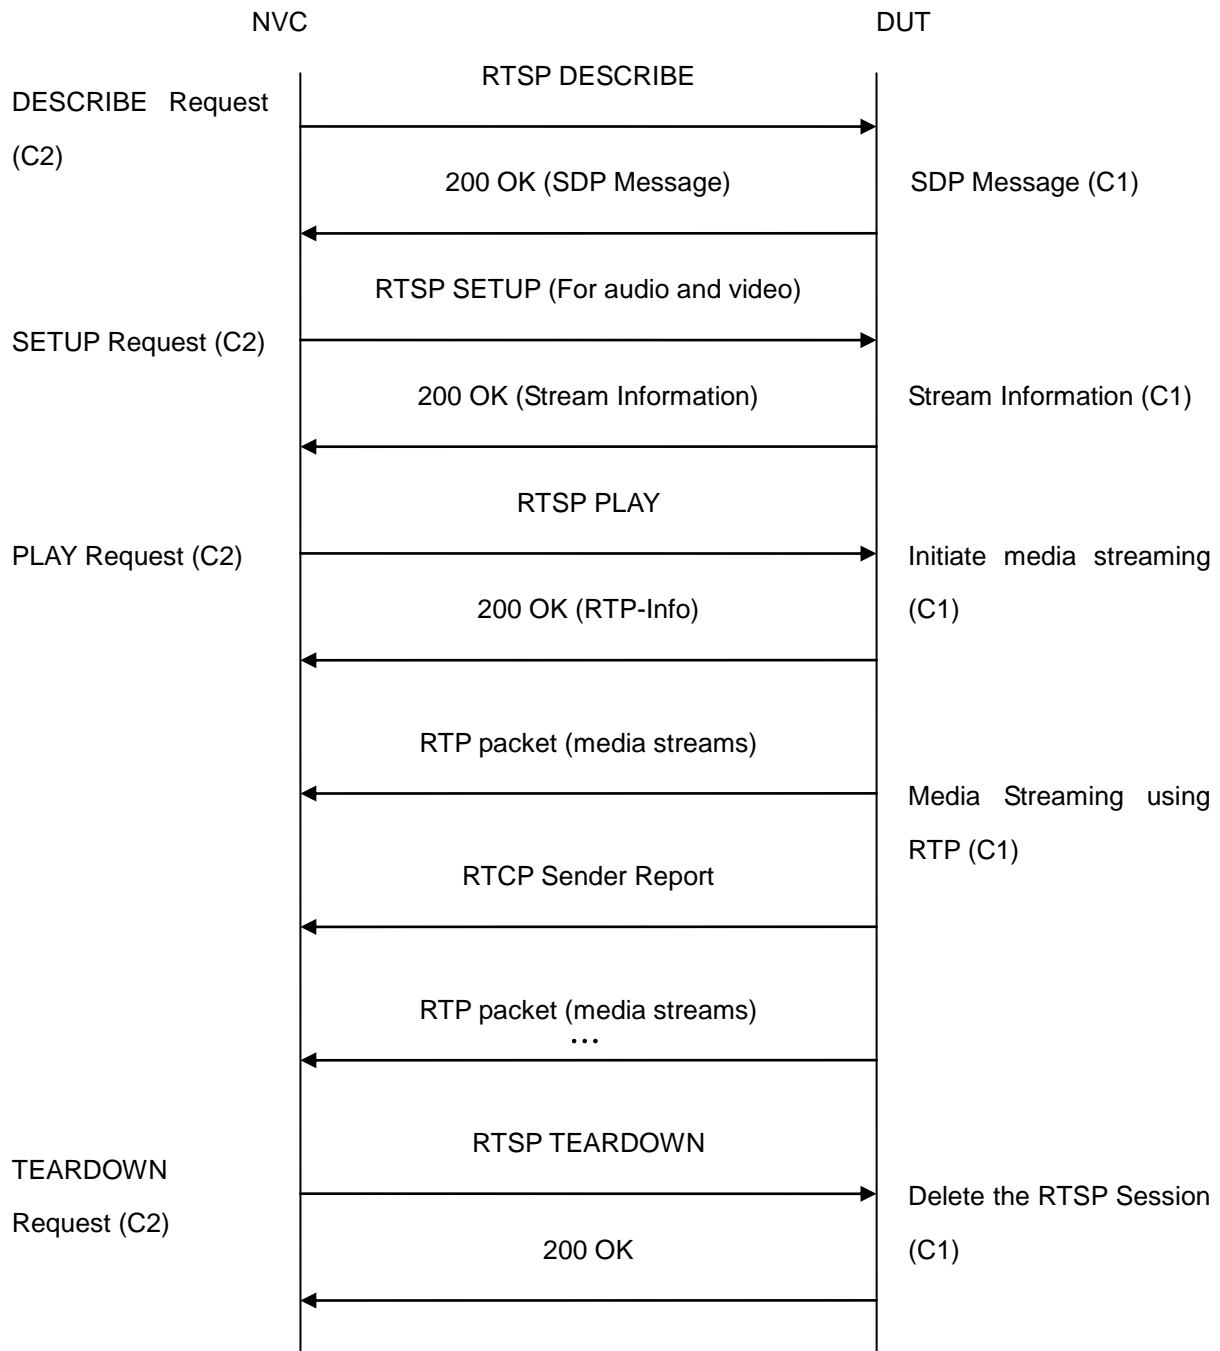 NVC
DUT
RTSP DESCRIBE
DESCRIBE Request
(C2)
200 OK (SDP Message)
SDP Message (C1)
RTSP SETUP (For audio and video)
SETUP Request (C2)
200 OK (Stream Information)
Stream Information (C1)
RTSP PLAY
PLAY Request (C2)
Initiate media streaming
(C1)
200 OK (RTP-Info)
RTP packet (media streams)
Media Streaming using
RTP (C1)
RTCP Sender Report
RTP packet (media streams)
...
RTSP TEARDOWN
TEARDOWN
Request (C2)
Delete the RTSP Session
(C1)
200 OK